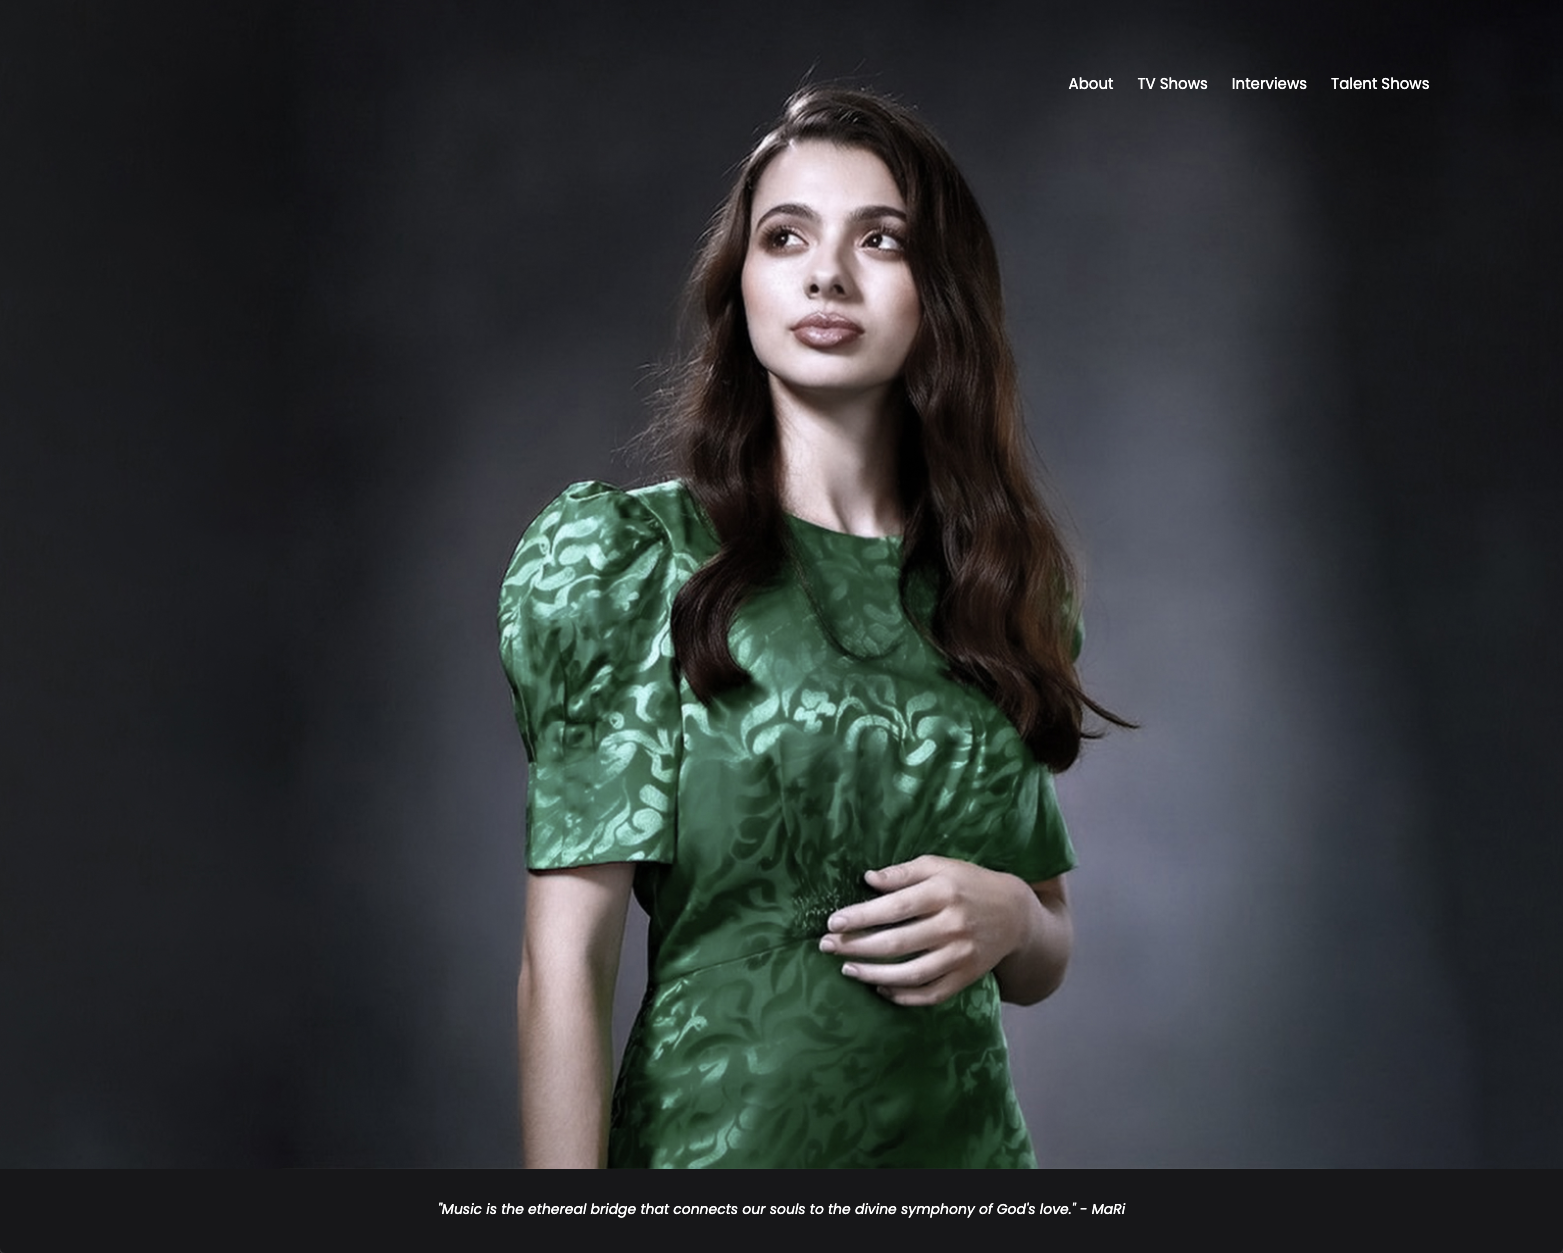 About TV Shows Interviews Talent Shows
"Music is the ethereal bridge that connects our souls to the divine symphony of God's love." - MaRi